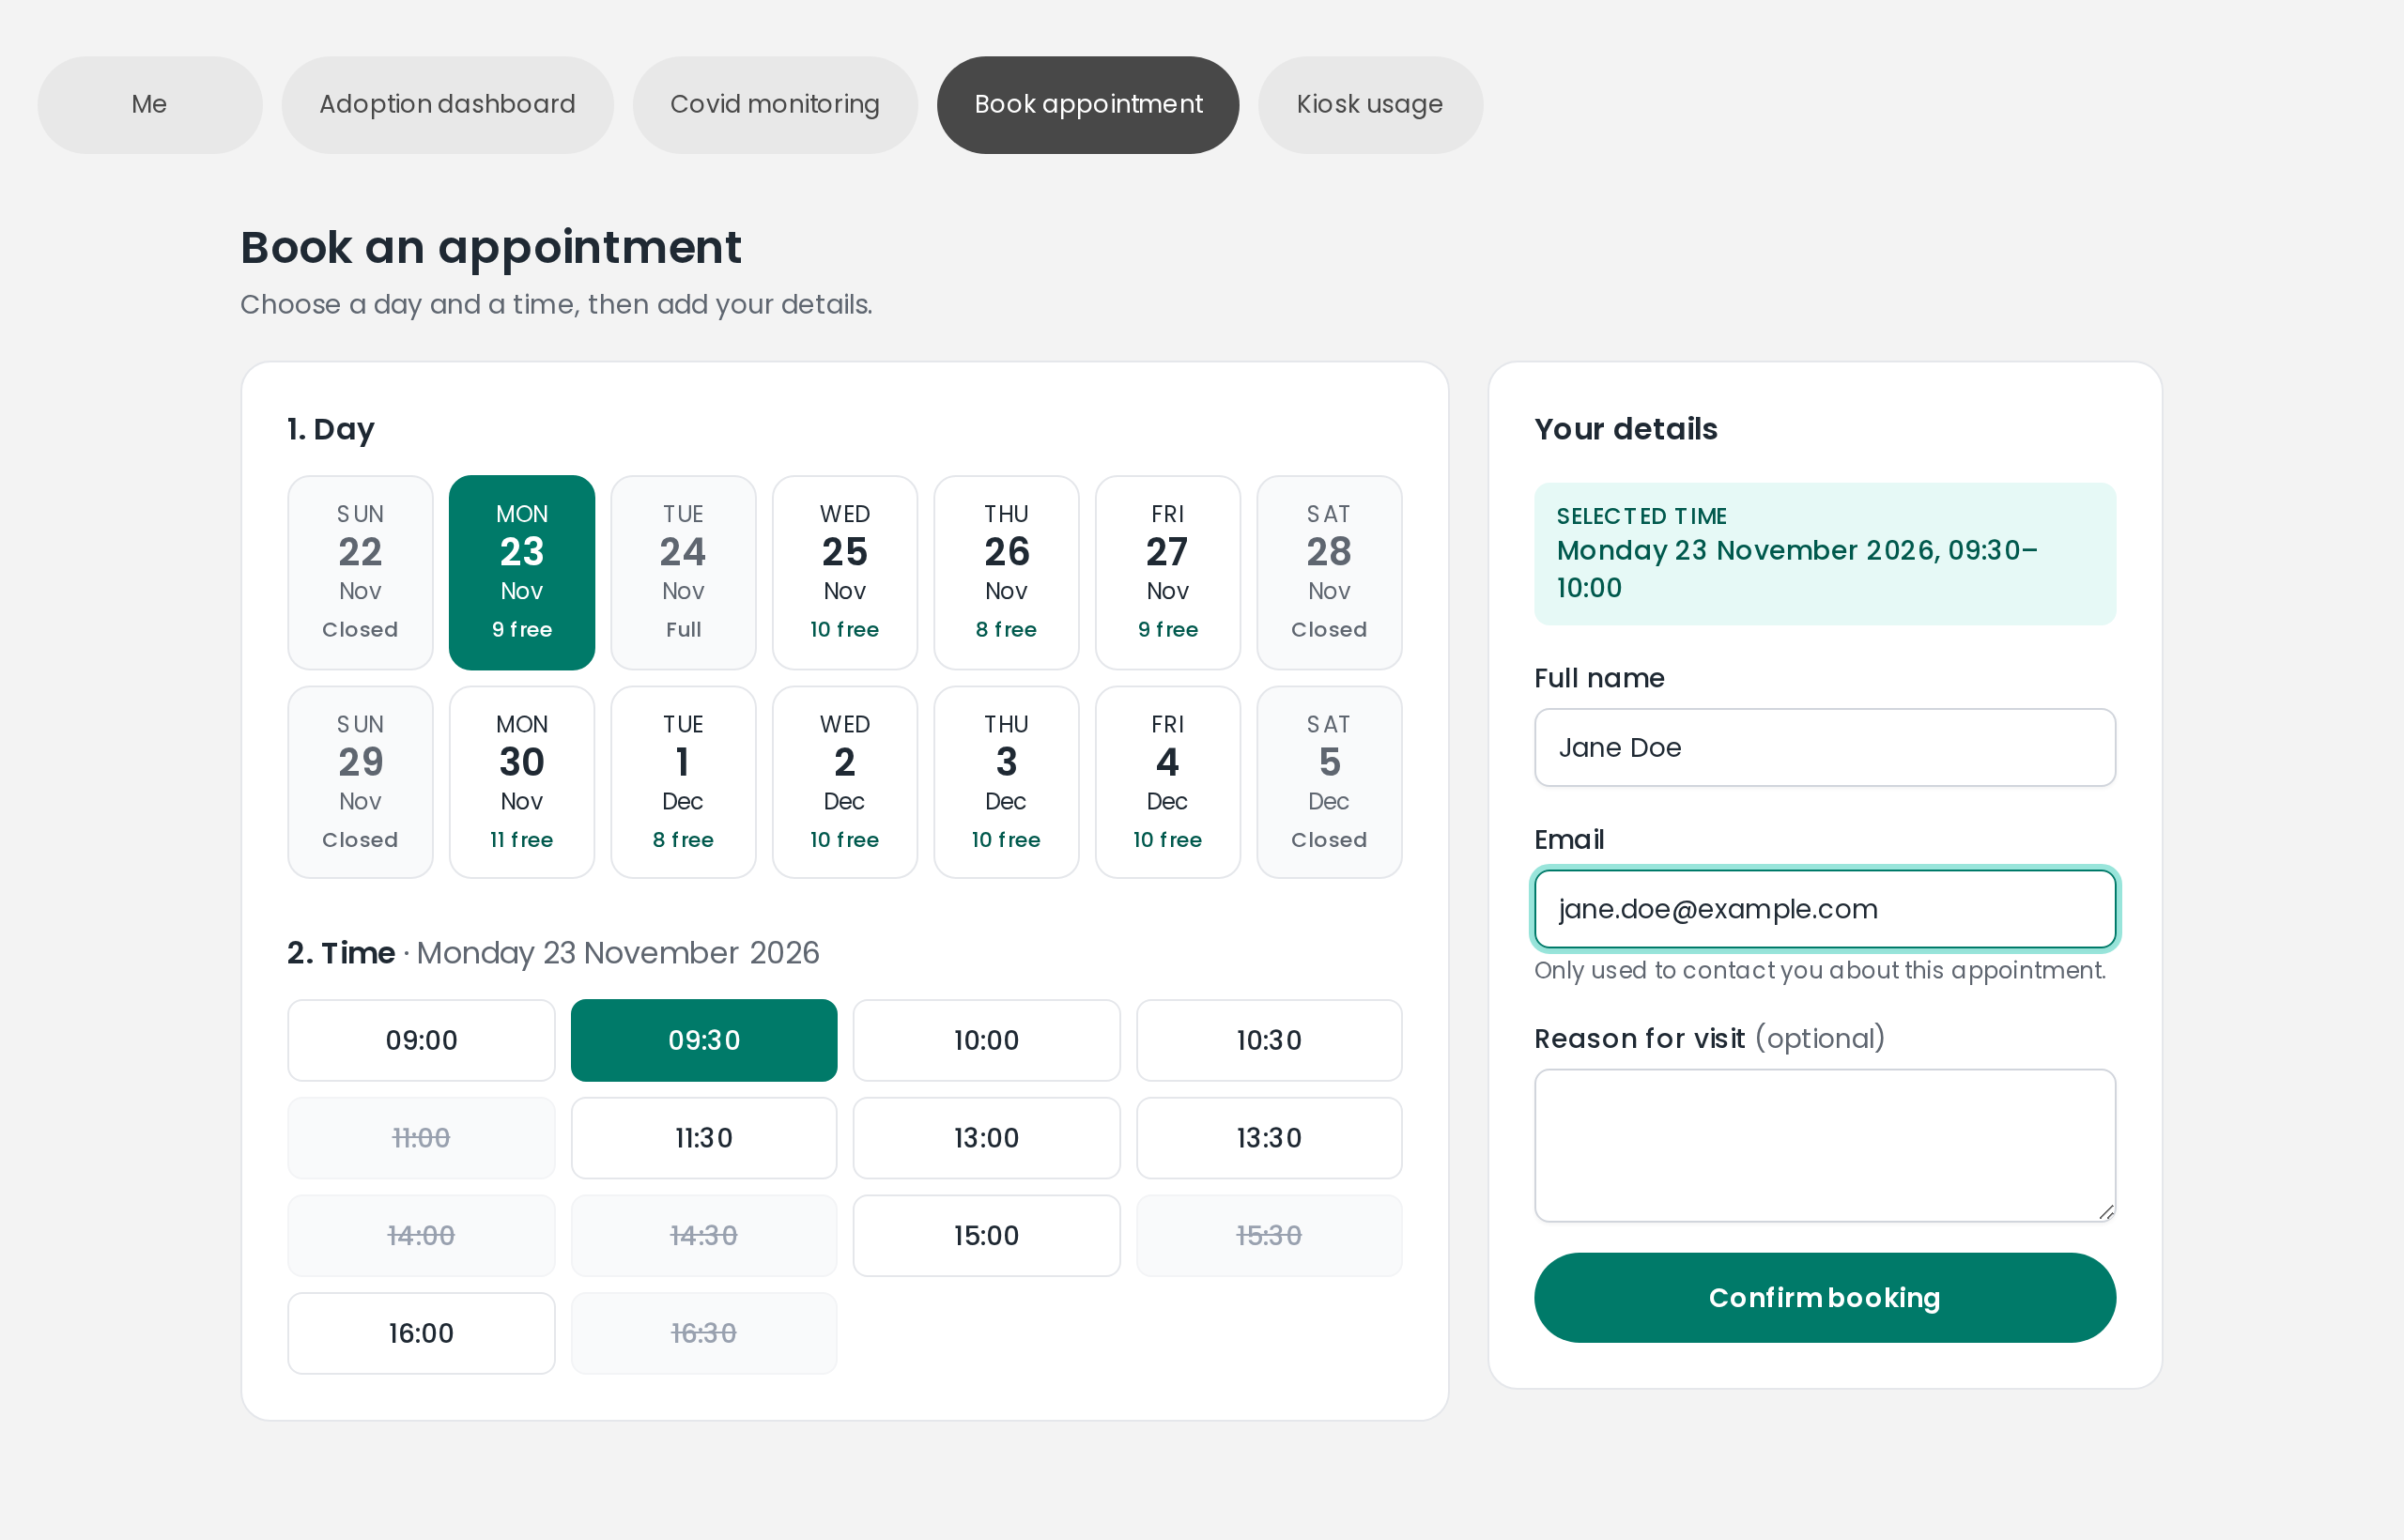 Me
Adoption dashboard
Covid monitoring
Book appointment
Kiosk usage
Book an appointment
Choose a day and a time, then add your details.
1. Day
SUN
22
Nov
Closed
MON
23
Nov
9 free
TUE
24
Nov
Full
WED
25
Nov
10 free
THU
26
Nov
8 free
FRI
27
Nov
9 free
SAT
28
Nov
Closed
SUN
29
Nov
Closed
MON
30
Nov
11 free
TUE
1
Dec
8 free
WED
2
Dec
10 free
THU
3
Dec
10 free
FRI
4
Dec
10 free
SAT
5
Dec
Closed
2. Time · Monday 23 November 2026
09:00
09:30
10:00
10:30
11:00
11:30
13:00
13:30
14:00
14:30
15:00
15:30
16:00
16:30
Your details
SELECTED TIME
Monday 23 November 2026, 09:30–
10:00
Full name
Jane Doe
Email
jane.doe@example.com
Only used to contact you about this appointment.
Reason for visit (optional)
Confirm booking